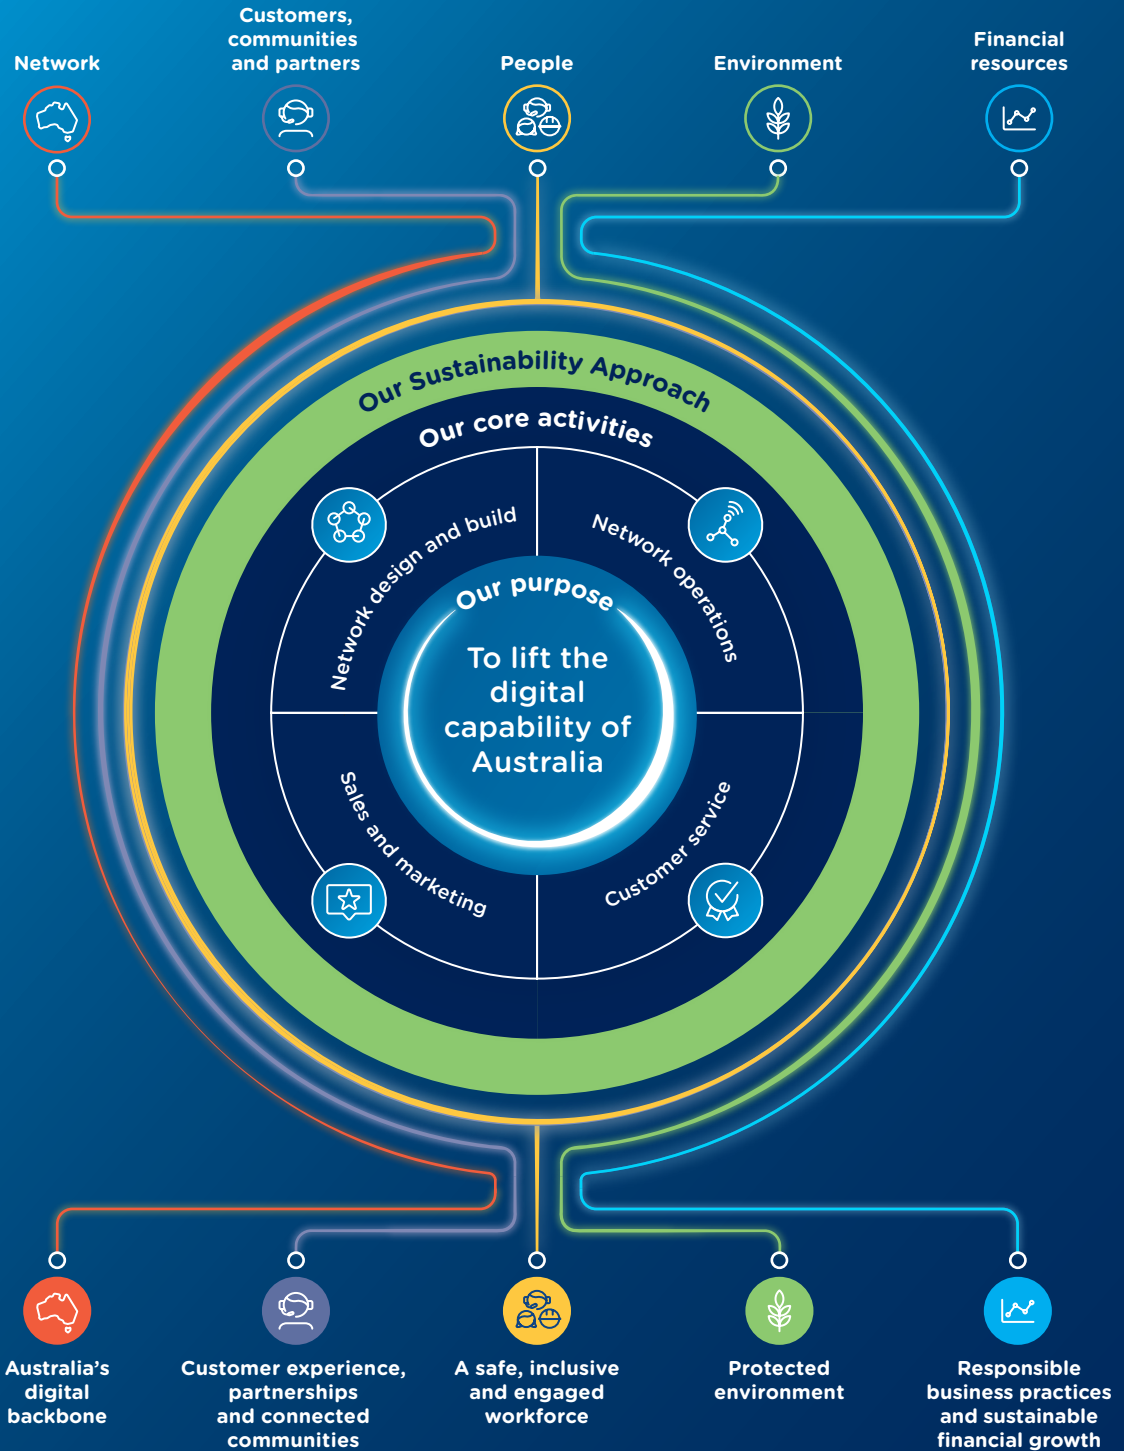 Network
Customers,
communities
and partners
People
Environment
Financial
resources
Our Sustainability Approach
Our core activities
Network design and build
Network operations
Our purpose
To lift the
digital
capability of
Australia
Sales and marketing
Customer service
Australia's
digital
backbone
Customer experience,
partnerships
and connected
communities
A safe, inclusive
and engaged
workforce
Protected
environment
Responsible
business practices
and sustainable
financial growth